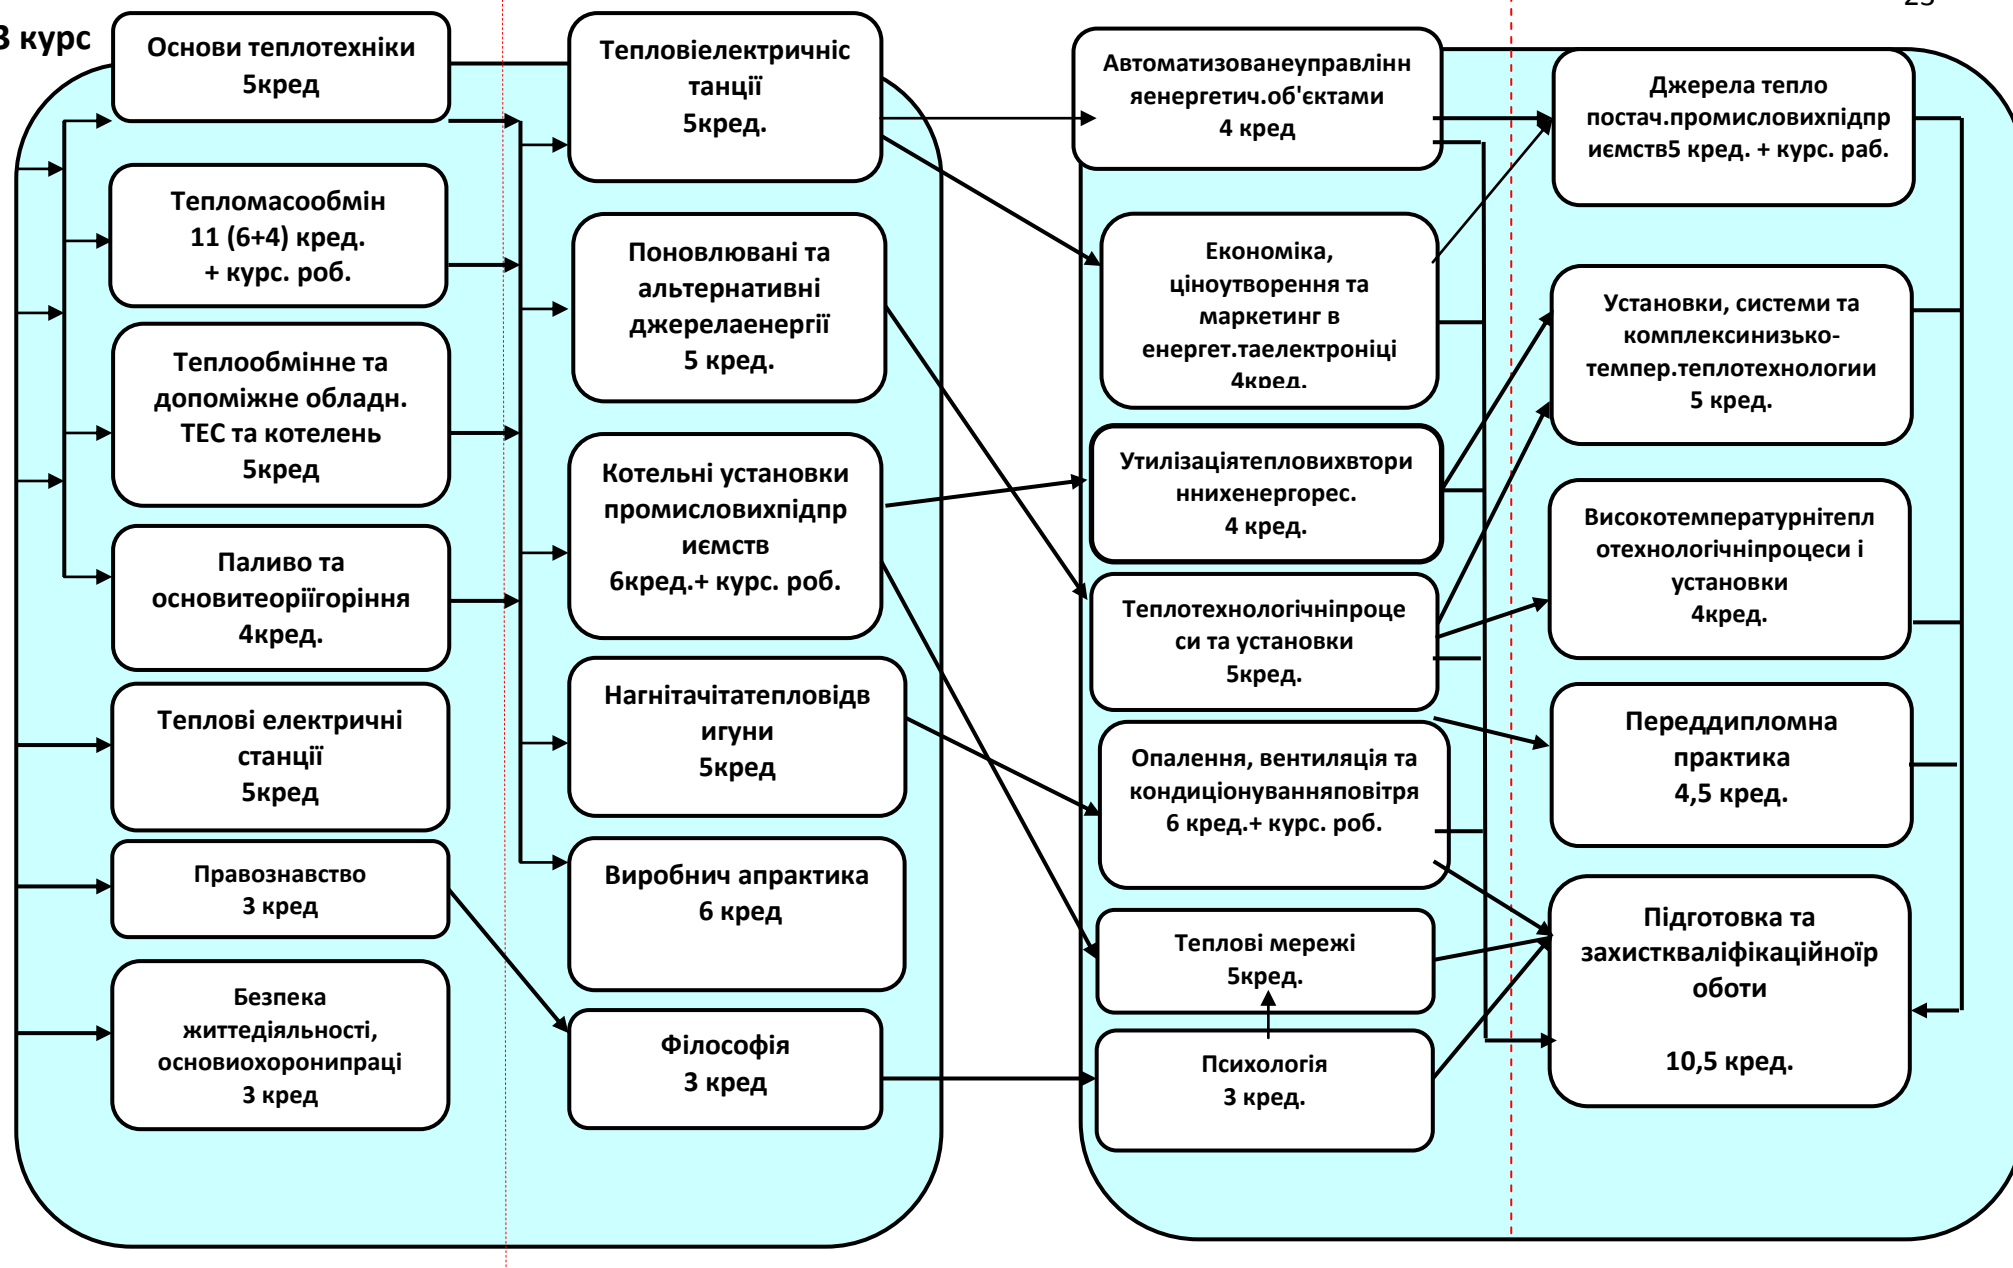 3 курс
Основи теплотехніки
5кред
Тепломасообмін
11 (6+4) кред.
+ курс. роб.
Теплообмінне та
допоміжне обладн.
ТЕС та котелень
5кред
Паливо та
основитеоріїгоріння
4кред.
Теплові електричні
станції
5кред
Правознавство
3 кред
Безпека
життедіяльності,
основиохоронипраці
3 кред
Тепловіелектричніс
танції
5кред.
Поновлювані та
альтернативні
джерелаенергії
5 кред.
Котельні установки
промисловихпідпр
иємств
6кред.+ курс. роб.
Нагнітачітатепловідв
игуни
5кред
Виробнич апрактика
6 кред
Філософія
3 кред
Автоматизованеуправлінн
яенергетич.об'єктами
4 кред
Економіка,
ціноутворення та
маркетинг в
енергет.таелектроніці
4кред.
Утилізаціятепловихвтори
ннихенергорес.
4 кред.
Теплотехнологічніпроце
си та установки
5кред.
Опалення, вентиляція та
кондиціонуванняповітря
6 кред.+ курс. роб.
Теплові мережі
5кред.
Психологія
3 кред.
Джерела тепло
постач.промисловихпідпр
иємств5 кред. + курс. раб.
Установки, системи та
комплексинизько-
темпер.теплотехнологии
5 кред.
Високотемпературнітепл
отехнологічніпроцеси і
установки
4кред.
Переддипломна
практика
4,5 кред.
Підготовка та
захисткваліфікаційноїр
оботи
10,5 кред.